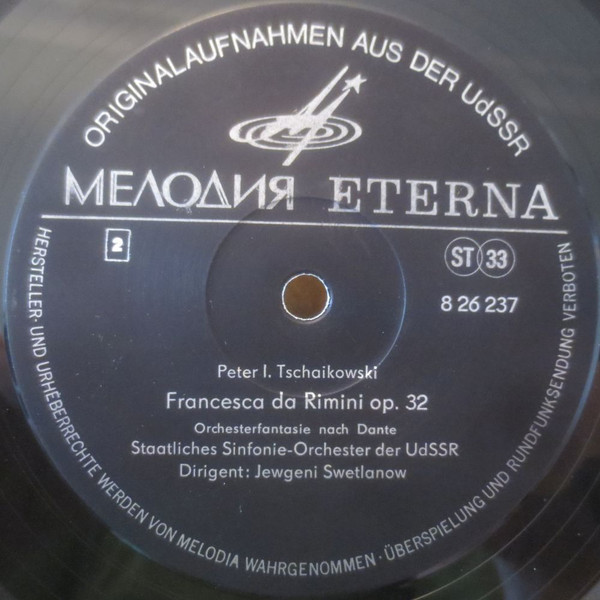 ORIGINALAUFNAHMEN AUS DER UdSSR
МЕЛОДИЯ ETERNA
2
ST 33
8 26 237
Peter I. Tschaikowski
Francesca da Rimini op. 32
Orchesterfantasie nach Dante
Staatliches Sinfonie-Orchester der UdSSR
Dirigent: Jewgeni Swetlanow
HERSTELLER- UND URHEBERRECHTE WERDEN VON MELODIA WAHRGENOMMEN · ÜBERSPIELUNG UND RUNDFUNKSENDUNG VERBOTEN